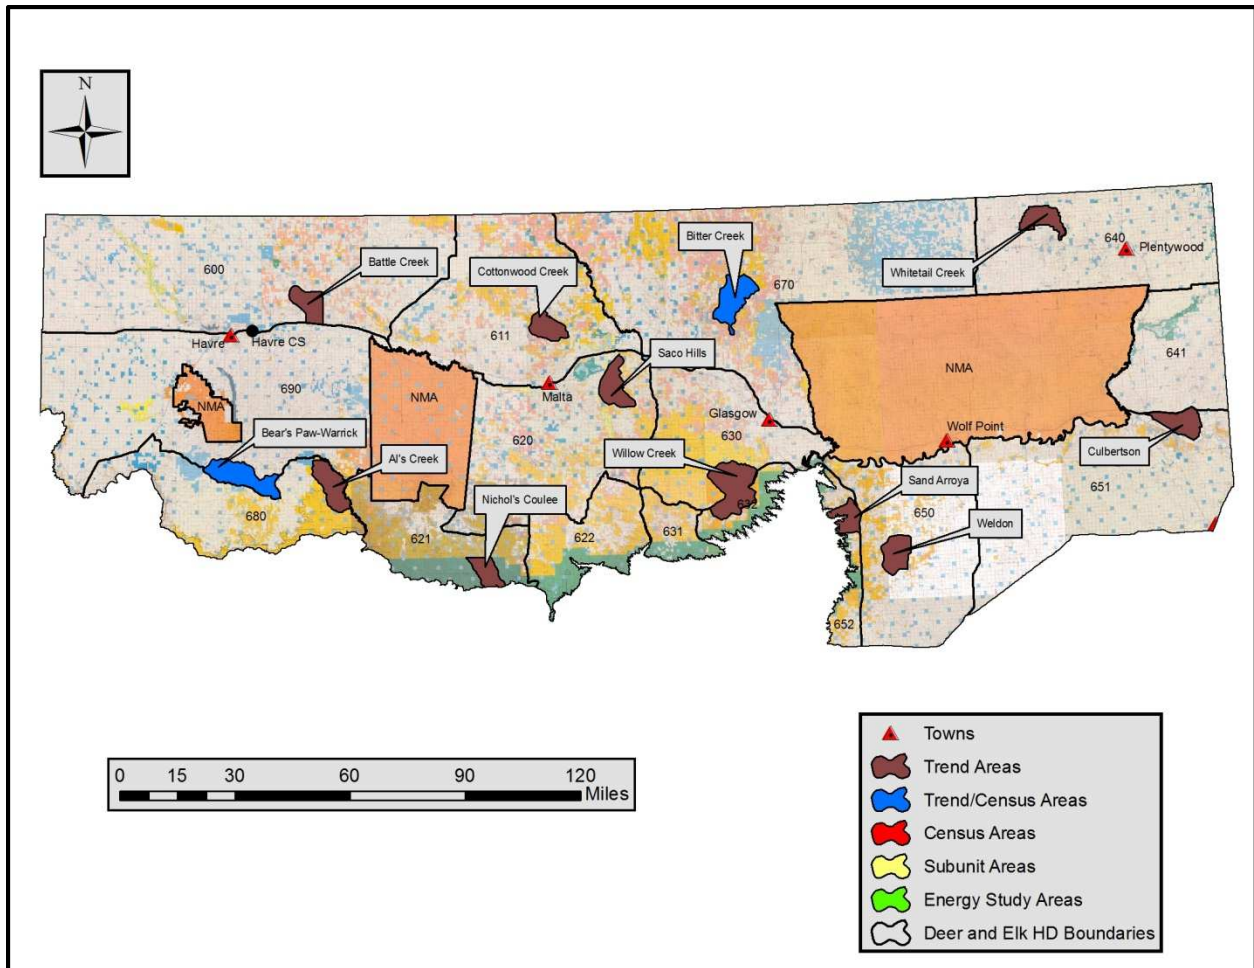 N
Bitter Creek
Battle Creek
Cottonwood Creek
Whitetail Creek
640
Plentywood
600
670
611
Havre
Havre CS
Saco Hills
641
Malta
NMA
NMA
NMA
690
Glasgow
Wolf Point
Bear's Paw-Warrick
620
630
Culbertson
Al's Creek
Willow Creek
Sand Arroya
651
Nichol's Coulee
632
650
680
Weldon
621
622
631
652
0 15 30 60 90 120
Miles
Towns
Trend Areas
Trend/Census Areas
Census Areas
Subunit Areas
Energy Study Areas
Deer and Elk HD Boundaries